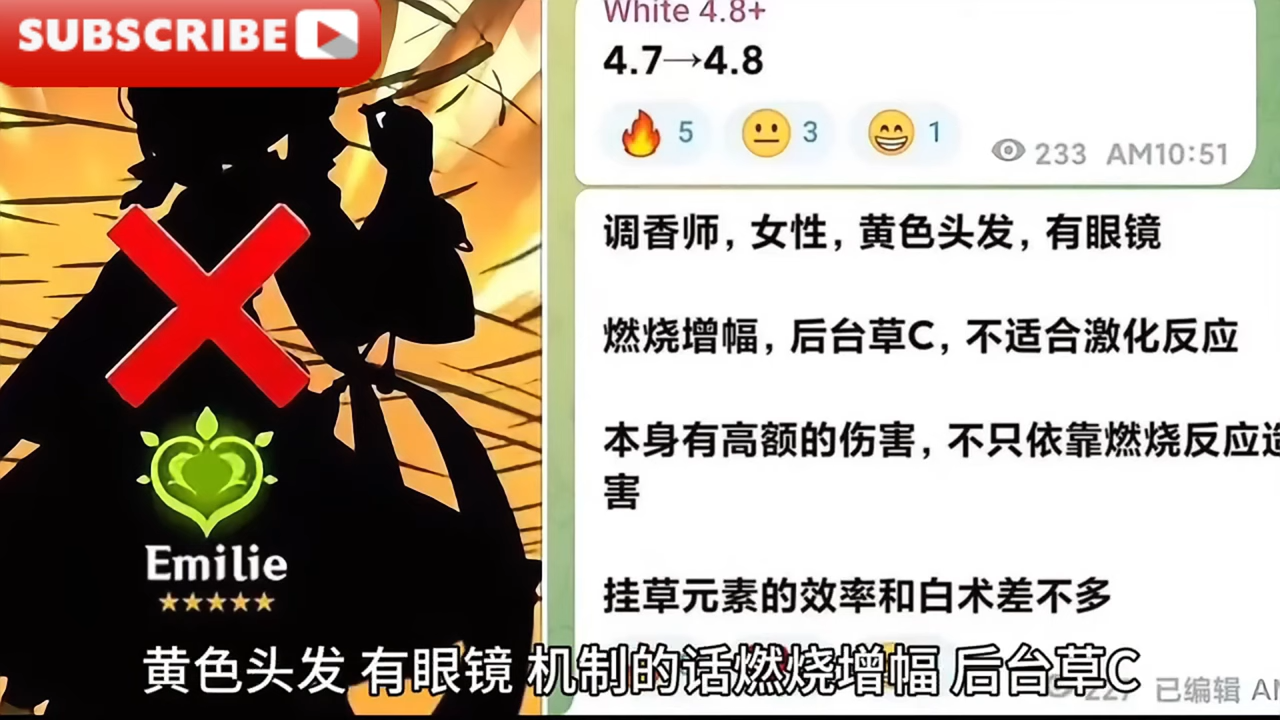 SUBSCRIBE
White 4.8+
4.7→4.8
5
3
1
233 AM10:51
调香师，女性，黄色头发，有眼镜
燃烧增幅，后台草C，不适合激化反应
本身有高额的伤害，不只依靠燃烧反应造
害
挂草元素的效率和白术差不多
227 已编辑 AM
Emilie
黄色头发 有眼镜 机制的话燃烧增幅 后台草C